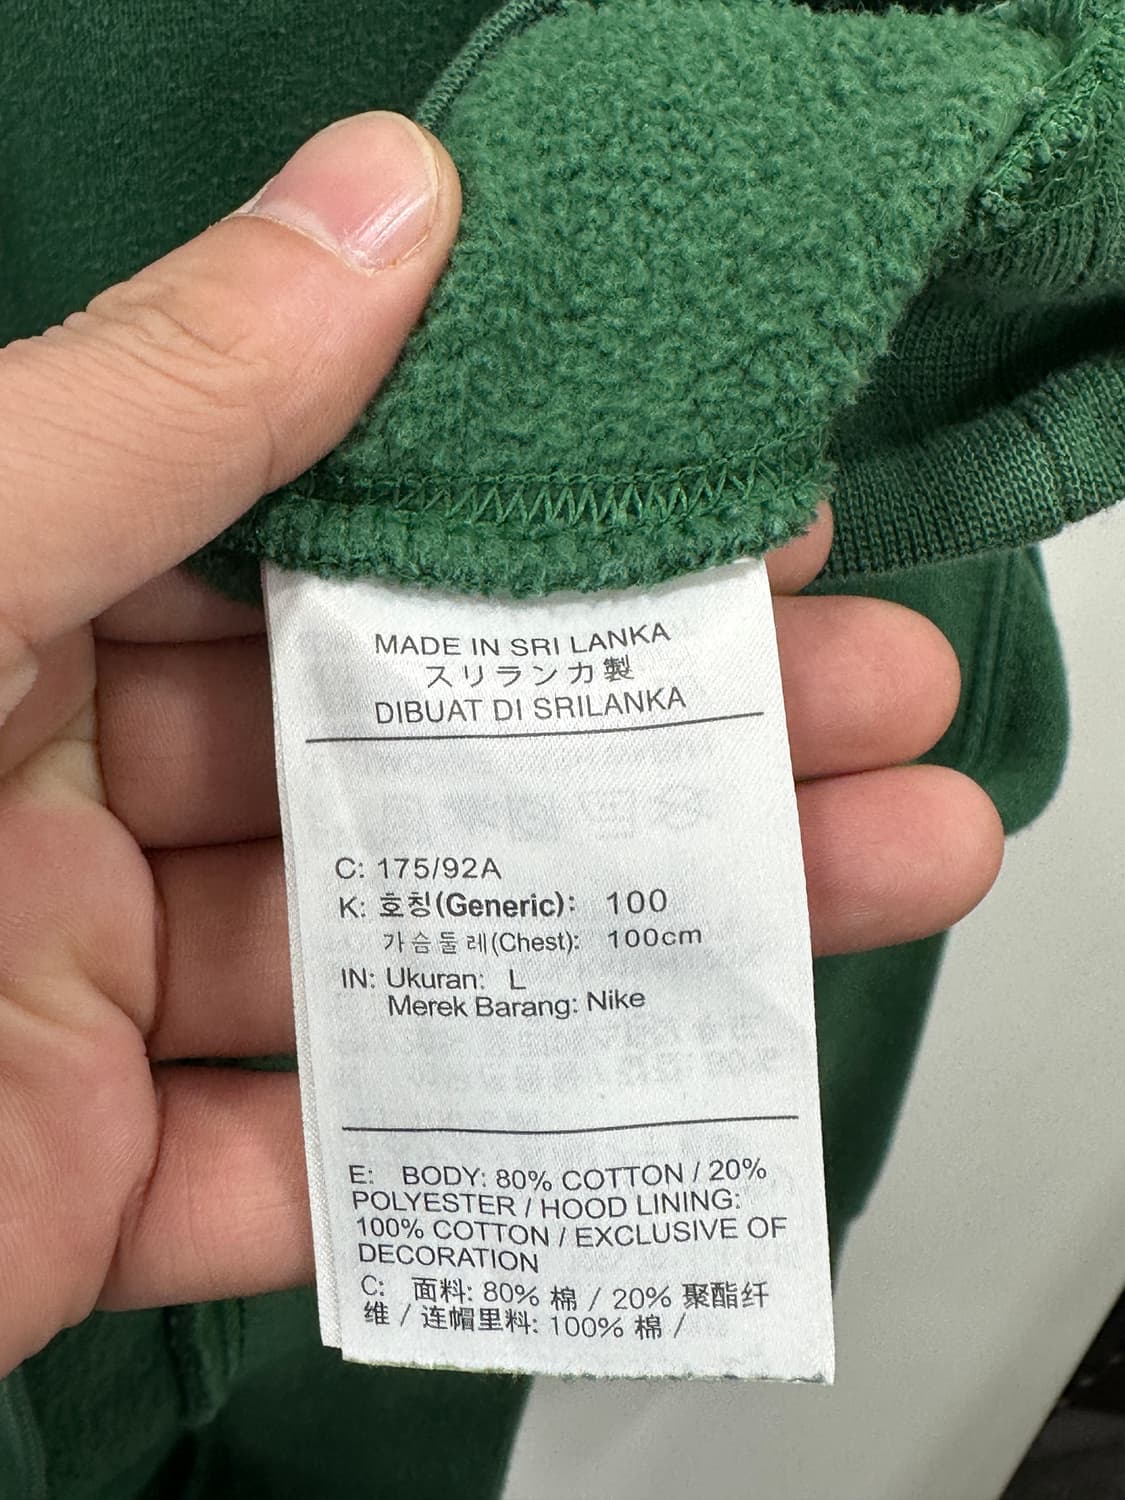 MADE IN SRI LANKA
スリランカ製
DIBUAT DI SRILANKA
C: 175/92A
K: 호칭(Generic): 100
가슴둘레(Chest): 100cm
IN: Ukuran: L
Merek Barang: Nike
E: BODY: 80% COTTON / 20%
POLYESTER / HOOD LINING:
100% COTTON / EXCLUSIVE OF
DECORATION
C: 面料: 80% 棉 / 20% 聚酯纤
维 / 连帽里料: 100% 棉 /